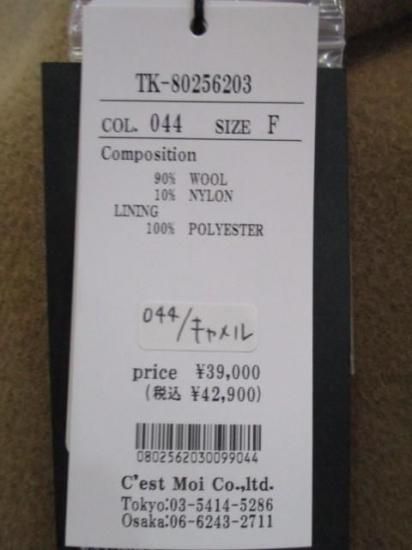 TK-80256203
COL. 044 SIZE F
Composition
90% WOOL
10% NYLON
LINING
100% POLYESTER
044/キャメル
price ¥39,000
(税込 ¥42,900)
0802562030099044
C'est Moi Co.,ltd.
Tokyo:03-5414-5286
Osaka:06-6243-2711